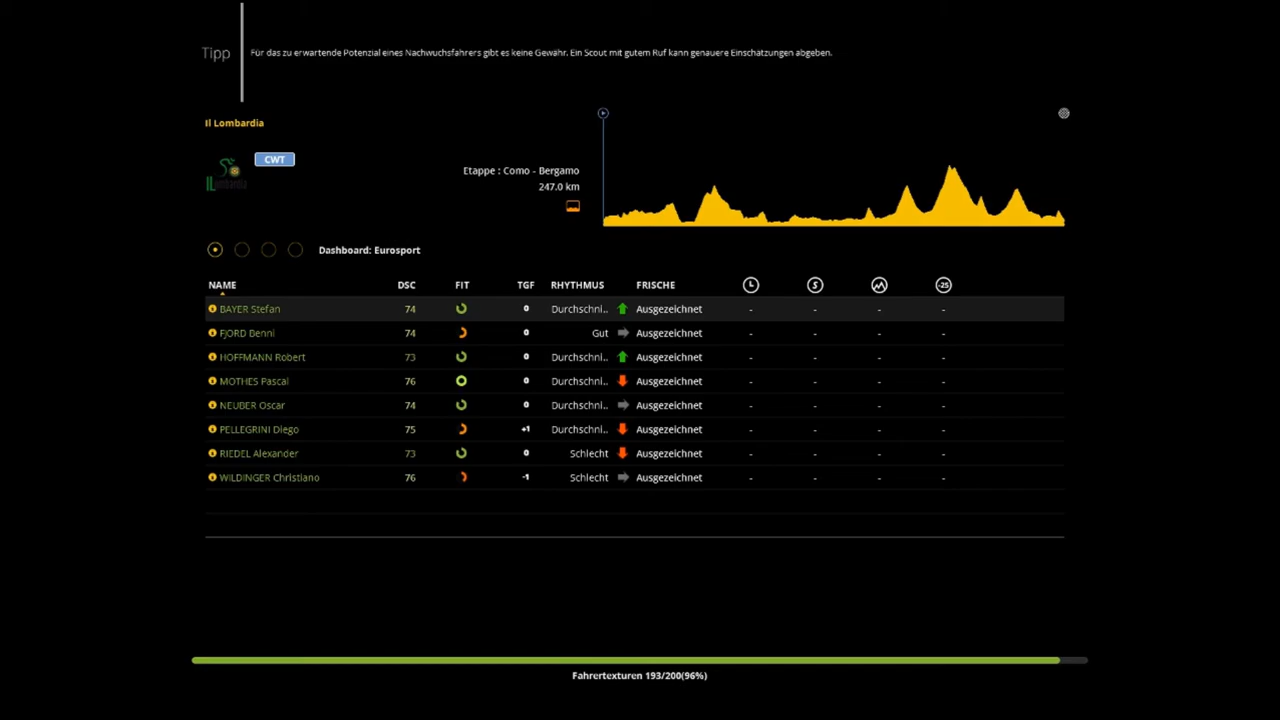 Tipp
Für das zu erwartende Potenzial eines Nachwuchsfahrers gibt es keine Gewähr. Ein Scout mit gutem Ruf kann genauere Einschätzungen abgeben.
Il Lombardia
CWT
Etappe : Como - Bergamo
247.0 km
Dashboard: Eurosport
NAME DSC FIT TGF RHYTHMUS FRISCHE S -25
BAYER Stefan 74 0 Durchschni.. Ausgezeichnet - - - -
FJORD Benni 74 0 Gut Ausgezeichnet - - - -
HOFFMANN Robert 73 0 Durchschni.. Ausgezeichnet - - - -
MOTHES Pascal 76 0 Durchschni.. Ausgezeichnet - - - -
NEUBER Oscar 74 0 Durchschni.. Ausgezeichnet - - - -
PELLEGRINI Diego 75 +1 Durchschni.. Ausgezeichnet - - - -
RIEDEL Alexander 73 0 Schlecht Ausgezeichnet - - - -
WILDINGER Christiano 76 -1 Schlecht Ausgezeichnet - - - -
Fahrertexturen 193/200(96%)